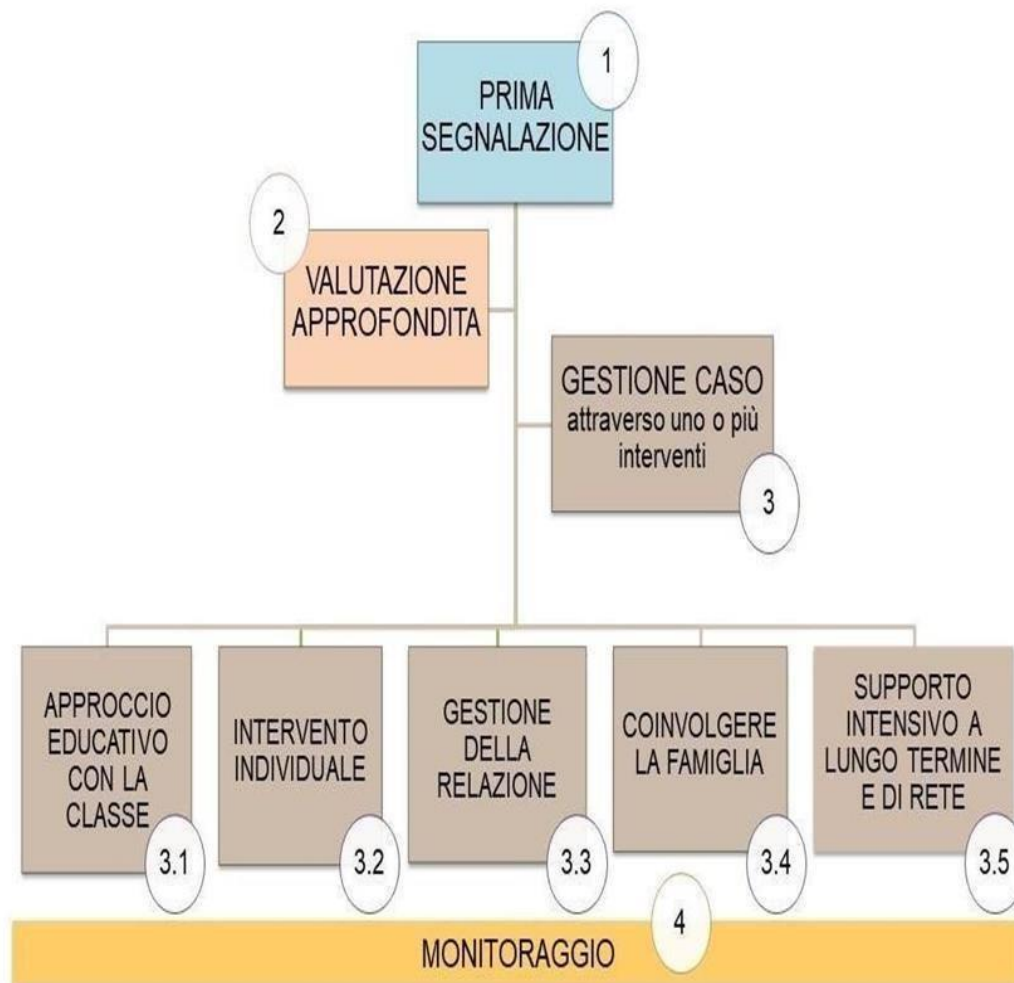 1
PRIMA
SEGNALAZIONE
2
VALUTAZIONE
APPROFONDITA
GESTIONE CASO
attraverso uno o più
interventi
3
APPROCCIO
EDUCATIVO
CON LA
CLASSE
3.1
INTERVENTO
INDIVIDUALE
3.2
GESTIONE
DELLA
RELAZIONE
3.3
COINVOLGERE
LA FAMIGLIA
3.4
SUPPORTO
INTENSIVO A
LUNGO TERMINE
E DI RETE
3.5
4
MONITORAGGIO